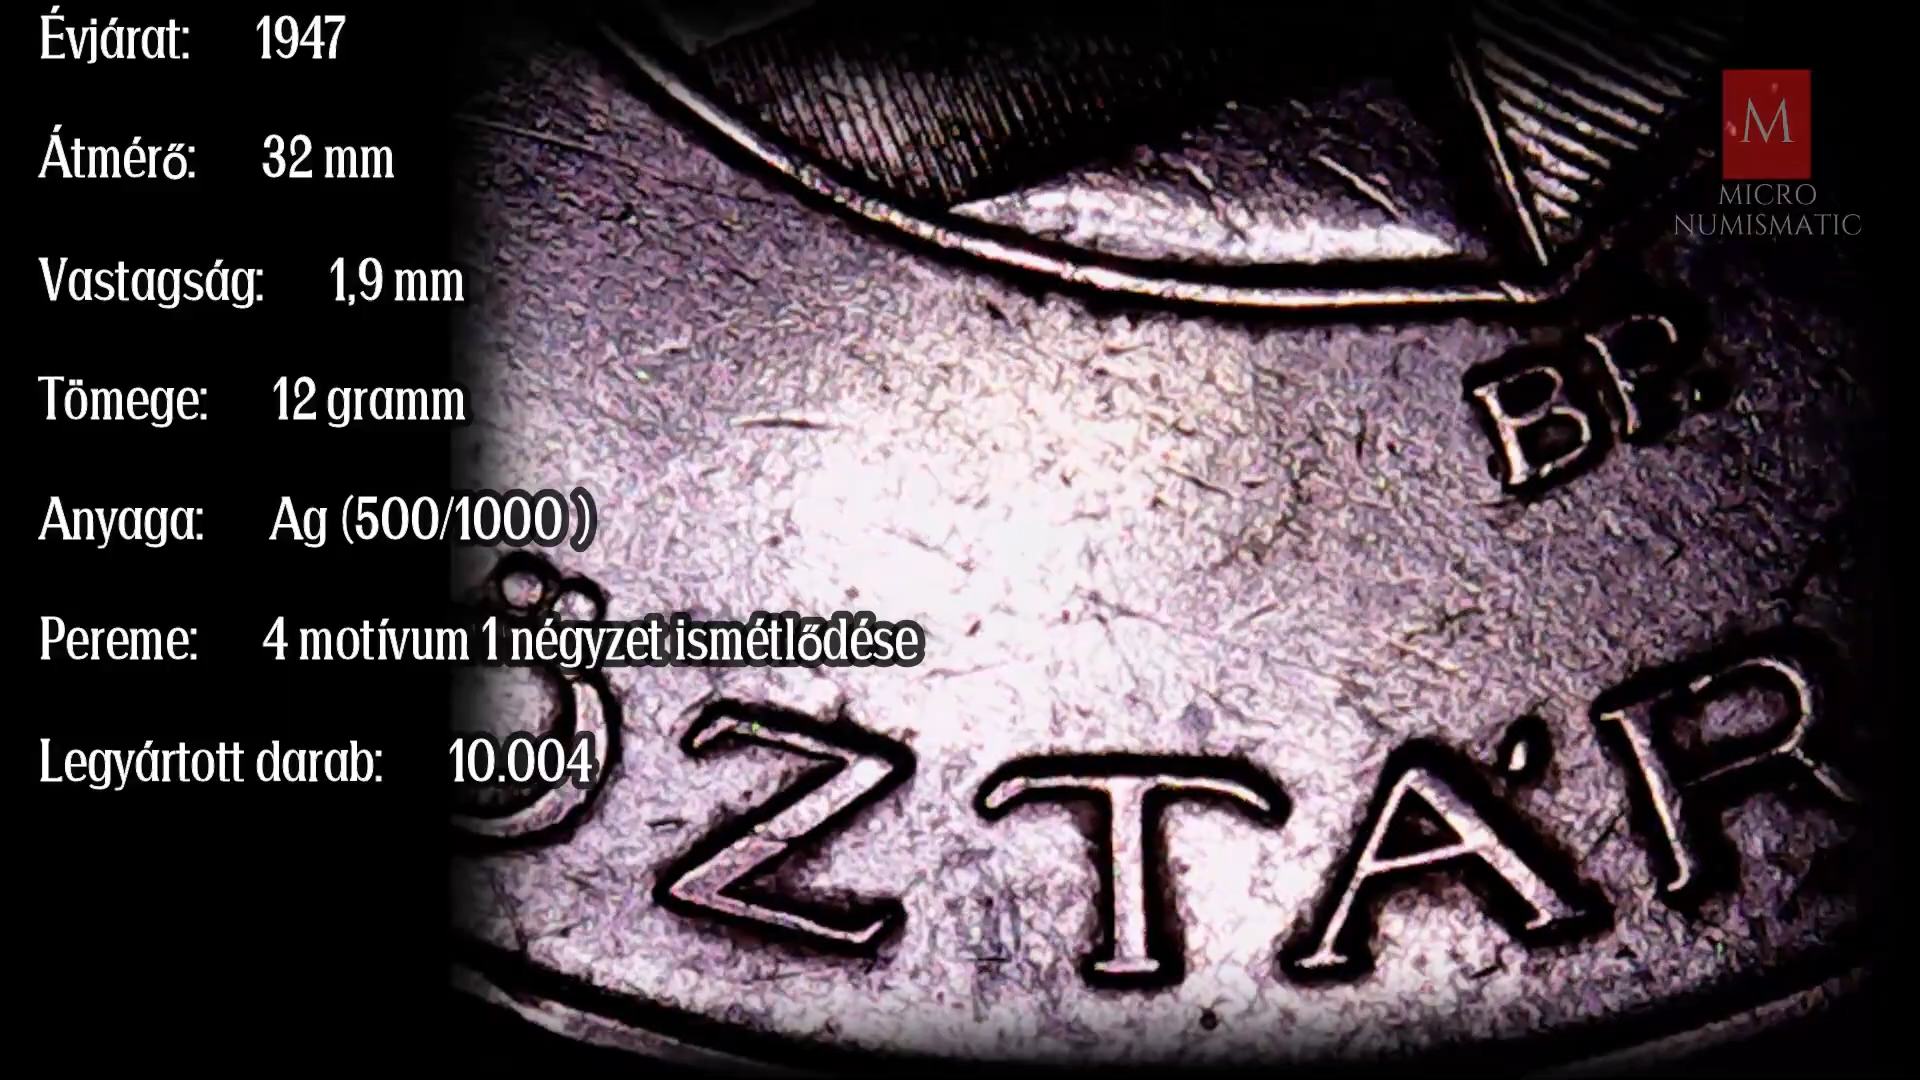 Évjárat: 1947
Átmérő: 32 mm
Vastagság: 1,9 mm
Tömege: 12 gramm
Anyaga: Ag (500/1000)
Pereme: 4 motívum 1 négyzet ismétlődése
Legyártott darab: 10.004
M
MICRO
NUMISMATIC
BP.
ÖZTÁR